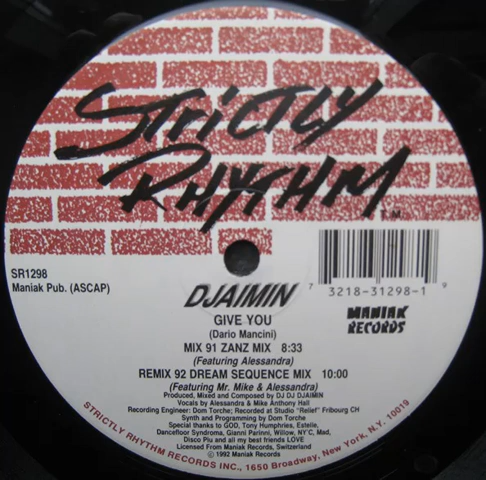 STRICTLY
RHYTHM
T.M.
SR1298
Maniak Pub. (ASCAP)
7 3218-31298-1 9
MANIAK
RECORDS
DJAIMIN
GIVE YOU
(Dario Mancini)
MIX 91 ZANZ MIX 8:33
(Featuring Alessandra)
REMIX 92 DREAM SEQUENCE MIX 10:00
(Featuring Mr. Mike & Alessandra)
Produced, Mixed and Composed by DJ DJ DJAIMIN
Vocals by Alessandra & Mike Anthony Hall
Recording Engineer: Dom Torche; Recorded at Studio "Relief" Fribourg CH
Synth and Programming by Dom Torche
Special thanks to GOD, Tony Humphries, Estelle,
Dancefloor Syndroma, Gianni Parinni, Willow, NY'C, Mad,
Disco Plu and all my best friends LOVE
Licensed From Maniak Records, Switzerland
© 1992 Maniak Records
STRICTLY RHYTHM RECORDS INC., 1650 Broadway, New York, N.Y. 10019